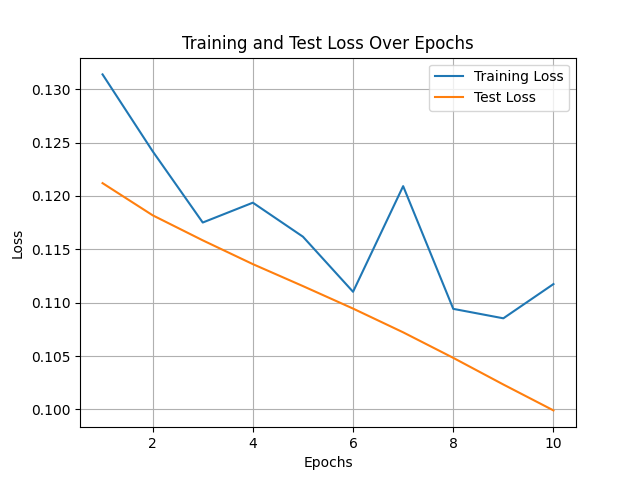 Training and Test Loss Over Epochs
Training Loss
Test Loss
0.130
0.125
0.120
0.115
0.110
0.105
0.100
Loss
2 4 6 8 10
Epochs